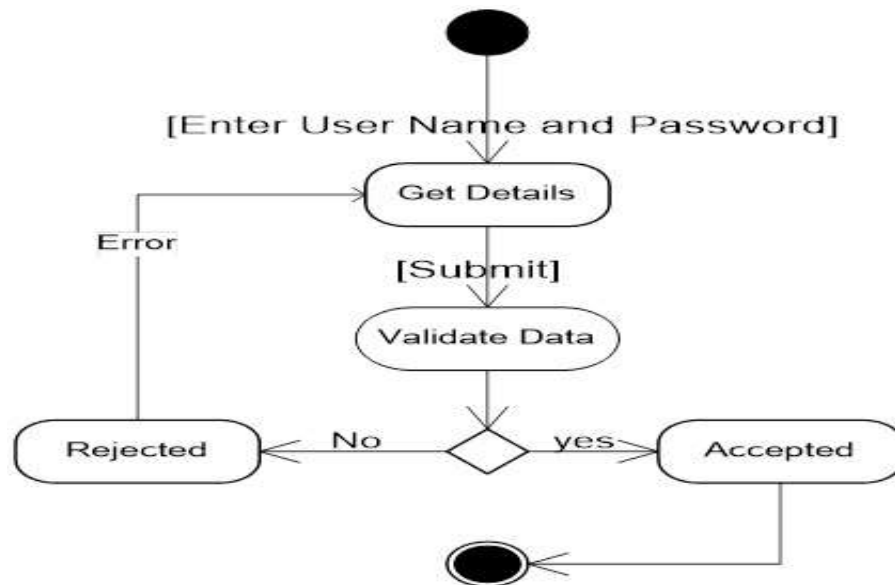 [Enter User Name and Password]
Get Details
Error
[Submit]
Validate Data
Rejected
No
yes
Accepted